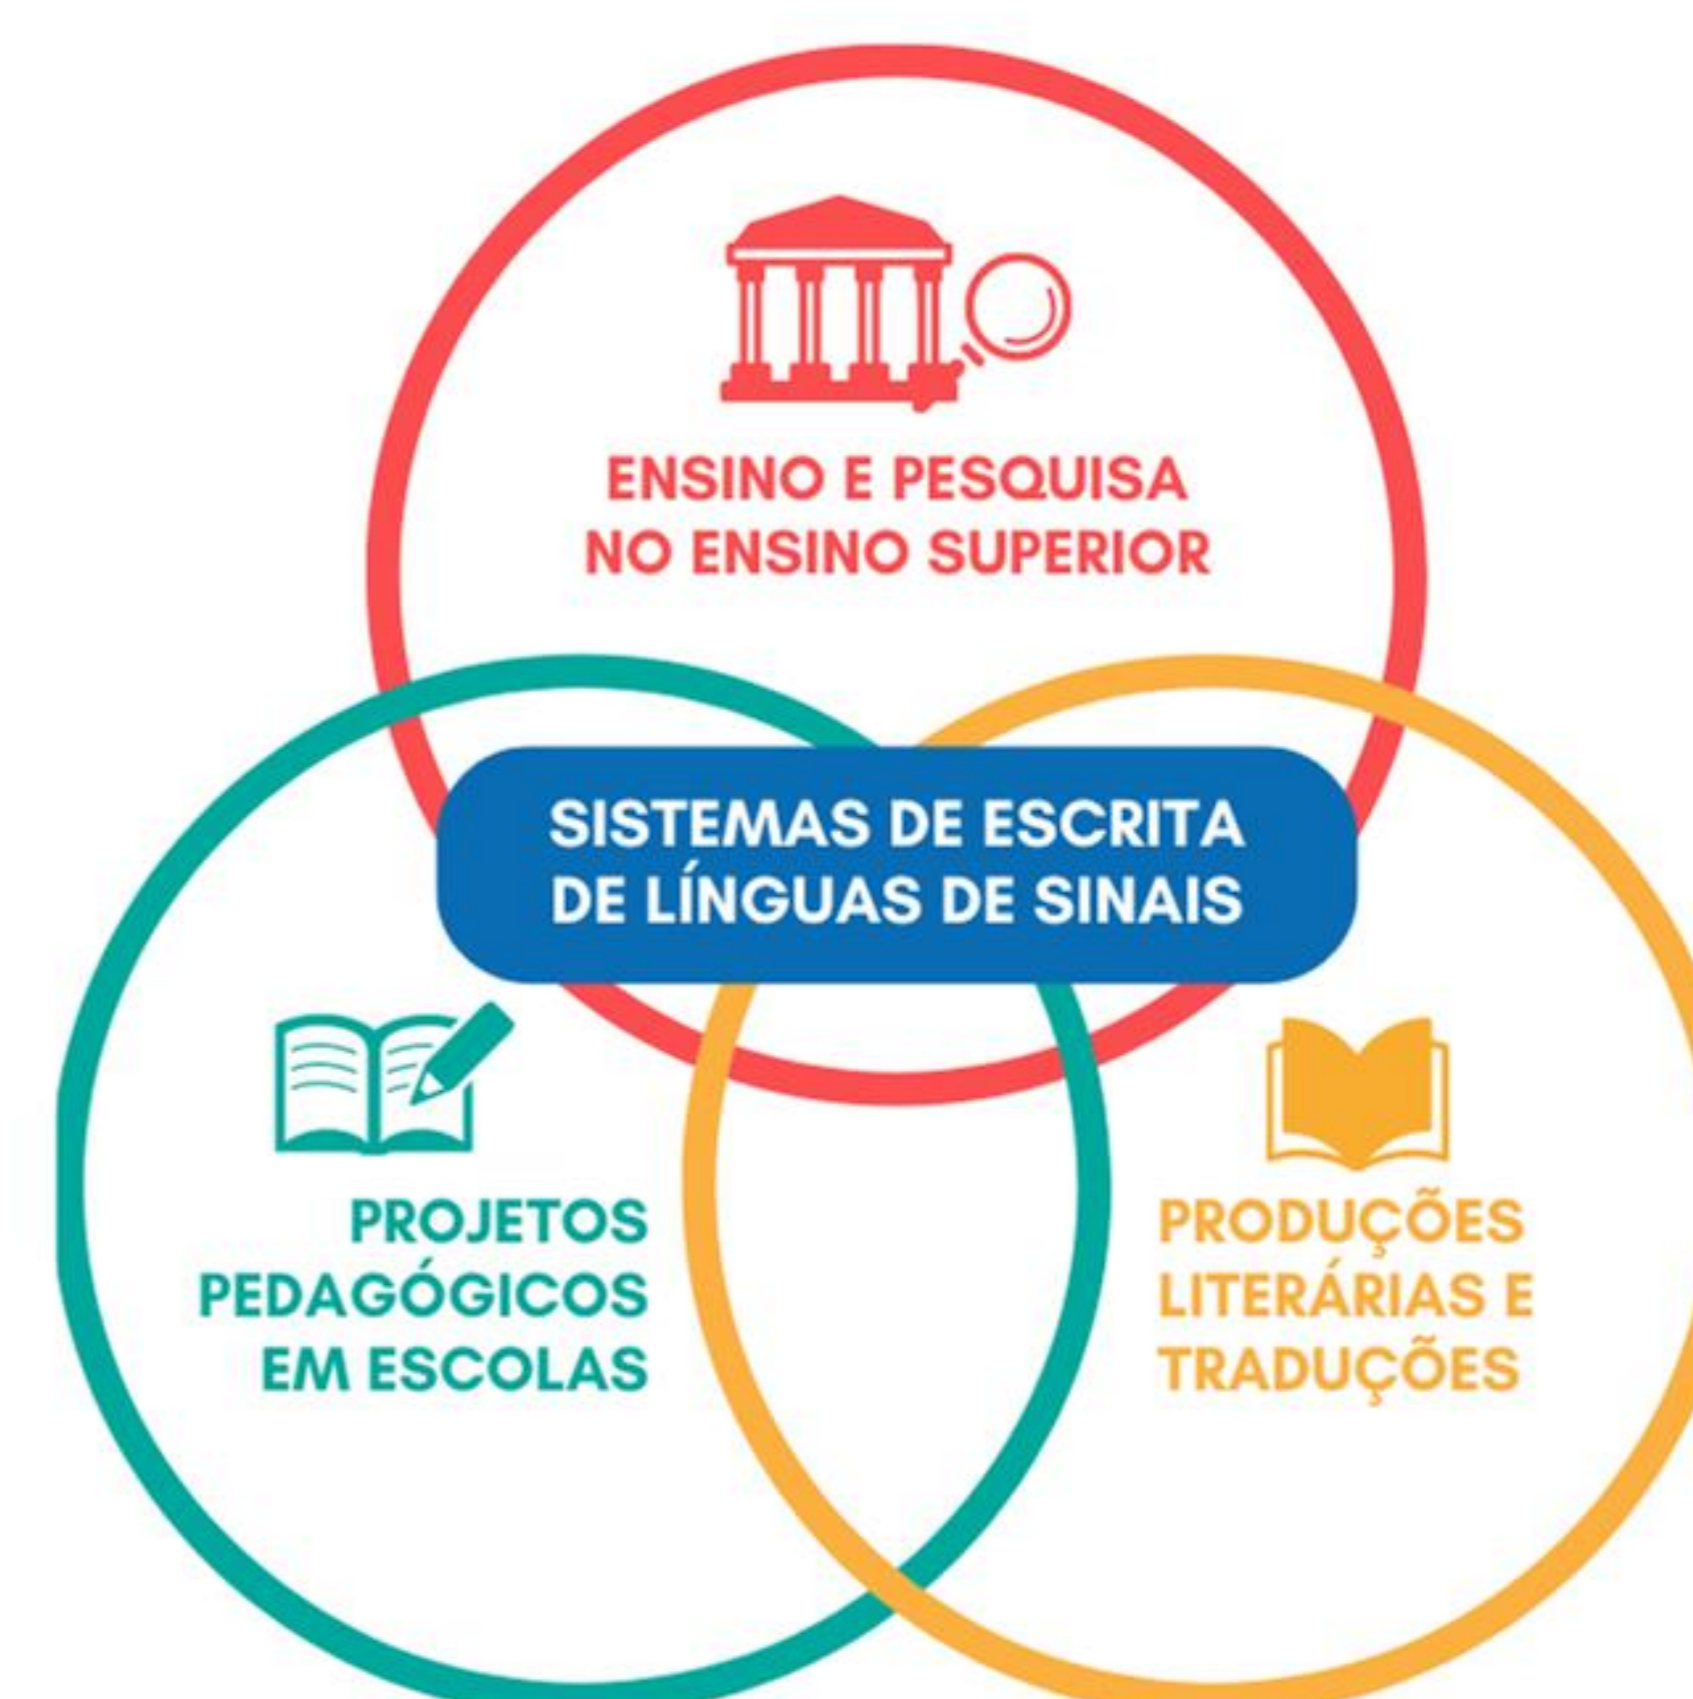 ENSINO E PESQUISA
NO ENSINO SUPERIOR
SISTEMAS DE ESCRITA
DE LÍNGUAS DE SINAIS
PROJETOS
PEDAGÓGICOS
EM ESCOLAS
PRODUÇÕES
LITERÁRIAS E
TRADUÇÕES